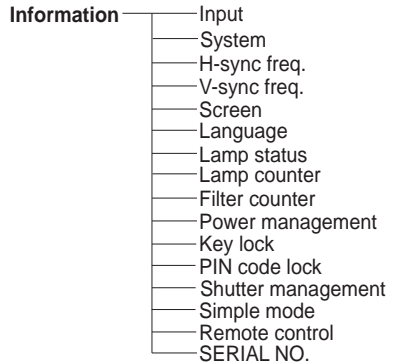 Information Input
System
H-sync freq.
V-sync freq.
Screen
Language
Lamp status
Lamp counter
Filter counter
Power management
Key lock
PIN code lock
Shutter management
Simple mode
Remote control
SERIAL NO.